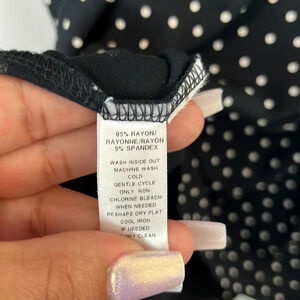 95% RAYON/
RAYONNE/RAYON
5% SPANDEX
WASH INSIDE OUT
MACHINE WASH
COLD
GENTLE CYCLE
ONLY NON-
CHLORINE BLEACH
WHEN NEEDED
RESHAPE DRY FLAT
COOL IRON
IF NEEDED
CLEAN